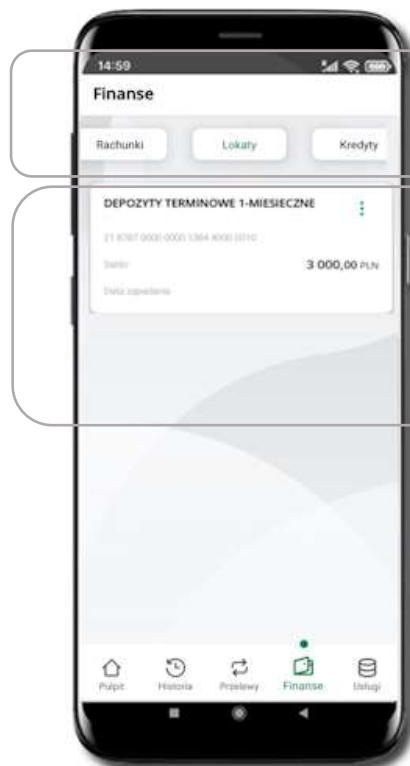 14:59
Finanse
Rachunki Lokaty Kredyty
DEPOZYTY TERMINOWE 1-MIESIECZNE
Saldo 3 000,00 PLN
Data zapadania
Pulpit Historia Przelewy Finanse Usługi